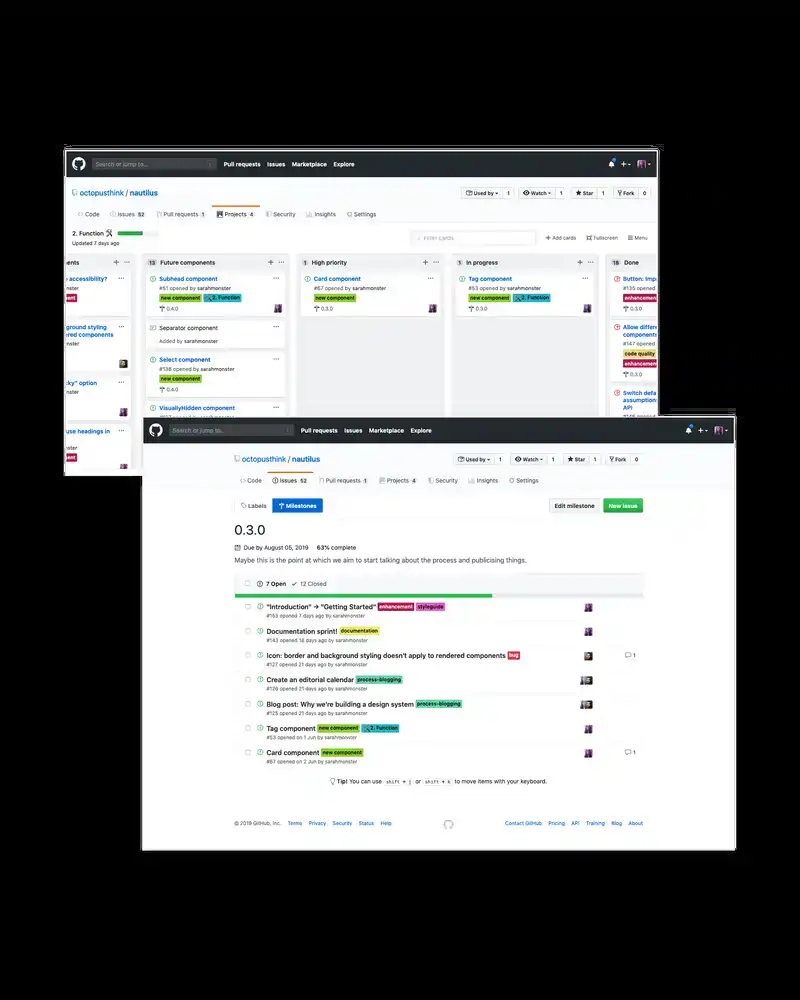 Search or jump to...
Pull requests Issues Marketplace Explore
octopusthink / nautilus
Used by 1 Watch 1 Star 1 Fork 0
Code Issues 52 Pull requests 1 Projects 4 Security Insights Settings
2. Function
Updated 7 days ago
Filter cards
Add cards Fullscreen Menu
ents
accessibility?
nster
ment
ground styling
ered components
nster
cky" option
nster
use headings in
nster
ment
13 Future components
Subhead component
#51 opened by sarahmonster
new component 2. Function
0.4.0
Separator component
Added by sarahmonster
Select component
#138 opened by sarahmonster
new component
0.4.0
VisuallyHidden component
1 High priority
Card component
#67 opened by sarahmonster
new component
0.3.0
1 In progress
Tag component
#53 opened by sarahmonster
new component 2. Function
0.3.0
Done
Button: Imp
#135 opened
enhancement
0.3.0
Allow differ
components
#147 opened
code quality
enhancement
0.3.0
Switch defa
assumptions
API)
Search or jump to...
Pull requests Issues Marketplace Explore
octopusthink / nautilus
Used by 1 Watch 1 Star 1 Fork 0
Code Issues 52 Pull requests 1 Projects 4 Security Insights Settings
Labels Milestones
Edit milestone New issue
0.3.0
Due by August 05, 2019 63% complete
Maybe this is the point at which we aim to start talking about the process and publicising things.
7 Open 12 Closed
"Introduction" → "Getting Started" enhancement styleguide
#153 opened 7 days ago by sarahmonster
Documentation sprint! documentation
#143 opened 18 days ago by sarahmonster
Icon: border and background styling doesn't apply to rendered components bug
#127 opened 21 days ago by sarahmonster
1
Create an editorial calendar process-blogging
#126 opened 21 days ago by sarahmonster
Blog post: Why we're building a design system process-blogging
#125 opened 21 days ago by sarahmonster
Tag component new component 2. Function
#53 opened on 1 Jun by sarahmonster
Card component new component
#67 opened on 2 Jun by sarahmonster
1
Tip! You can use shift + j or shift + k to move items with your keyboard.
© 2019 GitHub, Inc. Terms Privacy Security Status Help
Contact GitHub Pricing API Training Blog About